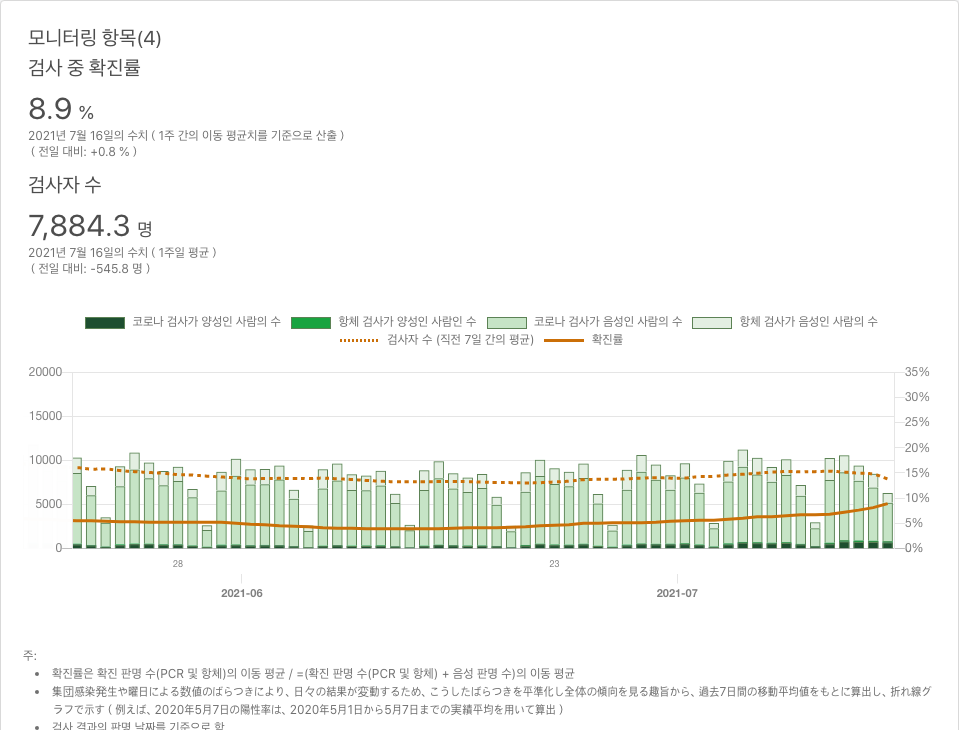 모니터링 항목(4)
검사 중 확진률
8.9 %
2021년 7월 16일의 수치 ( 1주 간의 이동 평균치를 기준으로 산출 )
( 전일 대비: +0.8 % )
검사자 수
7,884.3 명
2021년 7월 16일의 수치 ( 1주일 평균 )
( 전일 대비: -545.8 명 )
코로나 검사가 양성인 사람의 수 항체 검사가 양성인 사람인 수 코로나 검사가 음성인 사람의 수 항체 검사가 음성인 사람의 수
검사자 수 (직전 7일 간의 평균) 확진률
20000 35%
30%
15000 25%
20%
10000 15%
5000 10%
5%
0 0%
28 23
2021-06 2021-07
주:
• 확진률은 확진 판명 수(PCR 및 항체)의 이동 평균 / =(확진 판명 수(PCR 및 항체) + 음성 판명 수)의 이동 평균
• 集団感染発生や曜日による数値のばらつきにより、日々の結果が変動するため、こうしたばらつきを平準化し全体の傾向を見る趣旨から、過去7日間の移動平均値をもとに算出し、折れ線グ
ラフで示す ( 例えば、2020年5月7日の陽性率は、2020年5月1日から5月7日までの実績平均を用いて算出 )
• 검사 결과의 판명 날짜를 기준으로 함